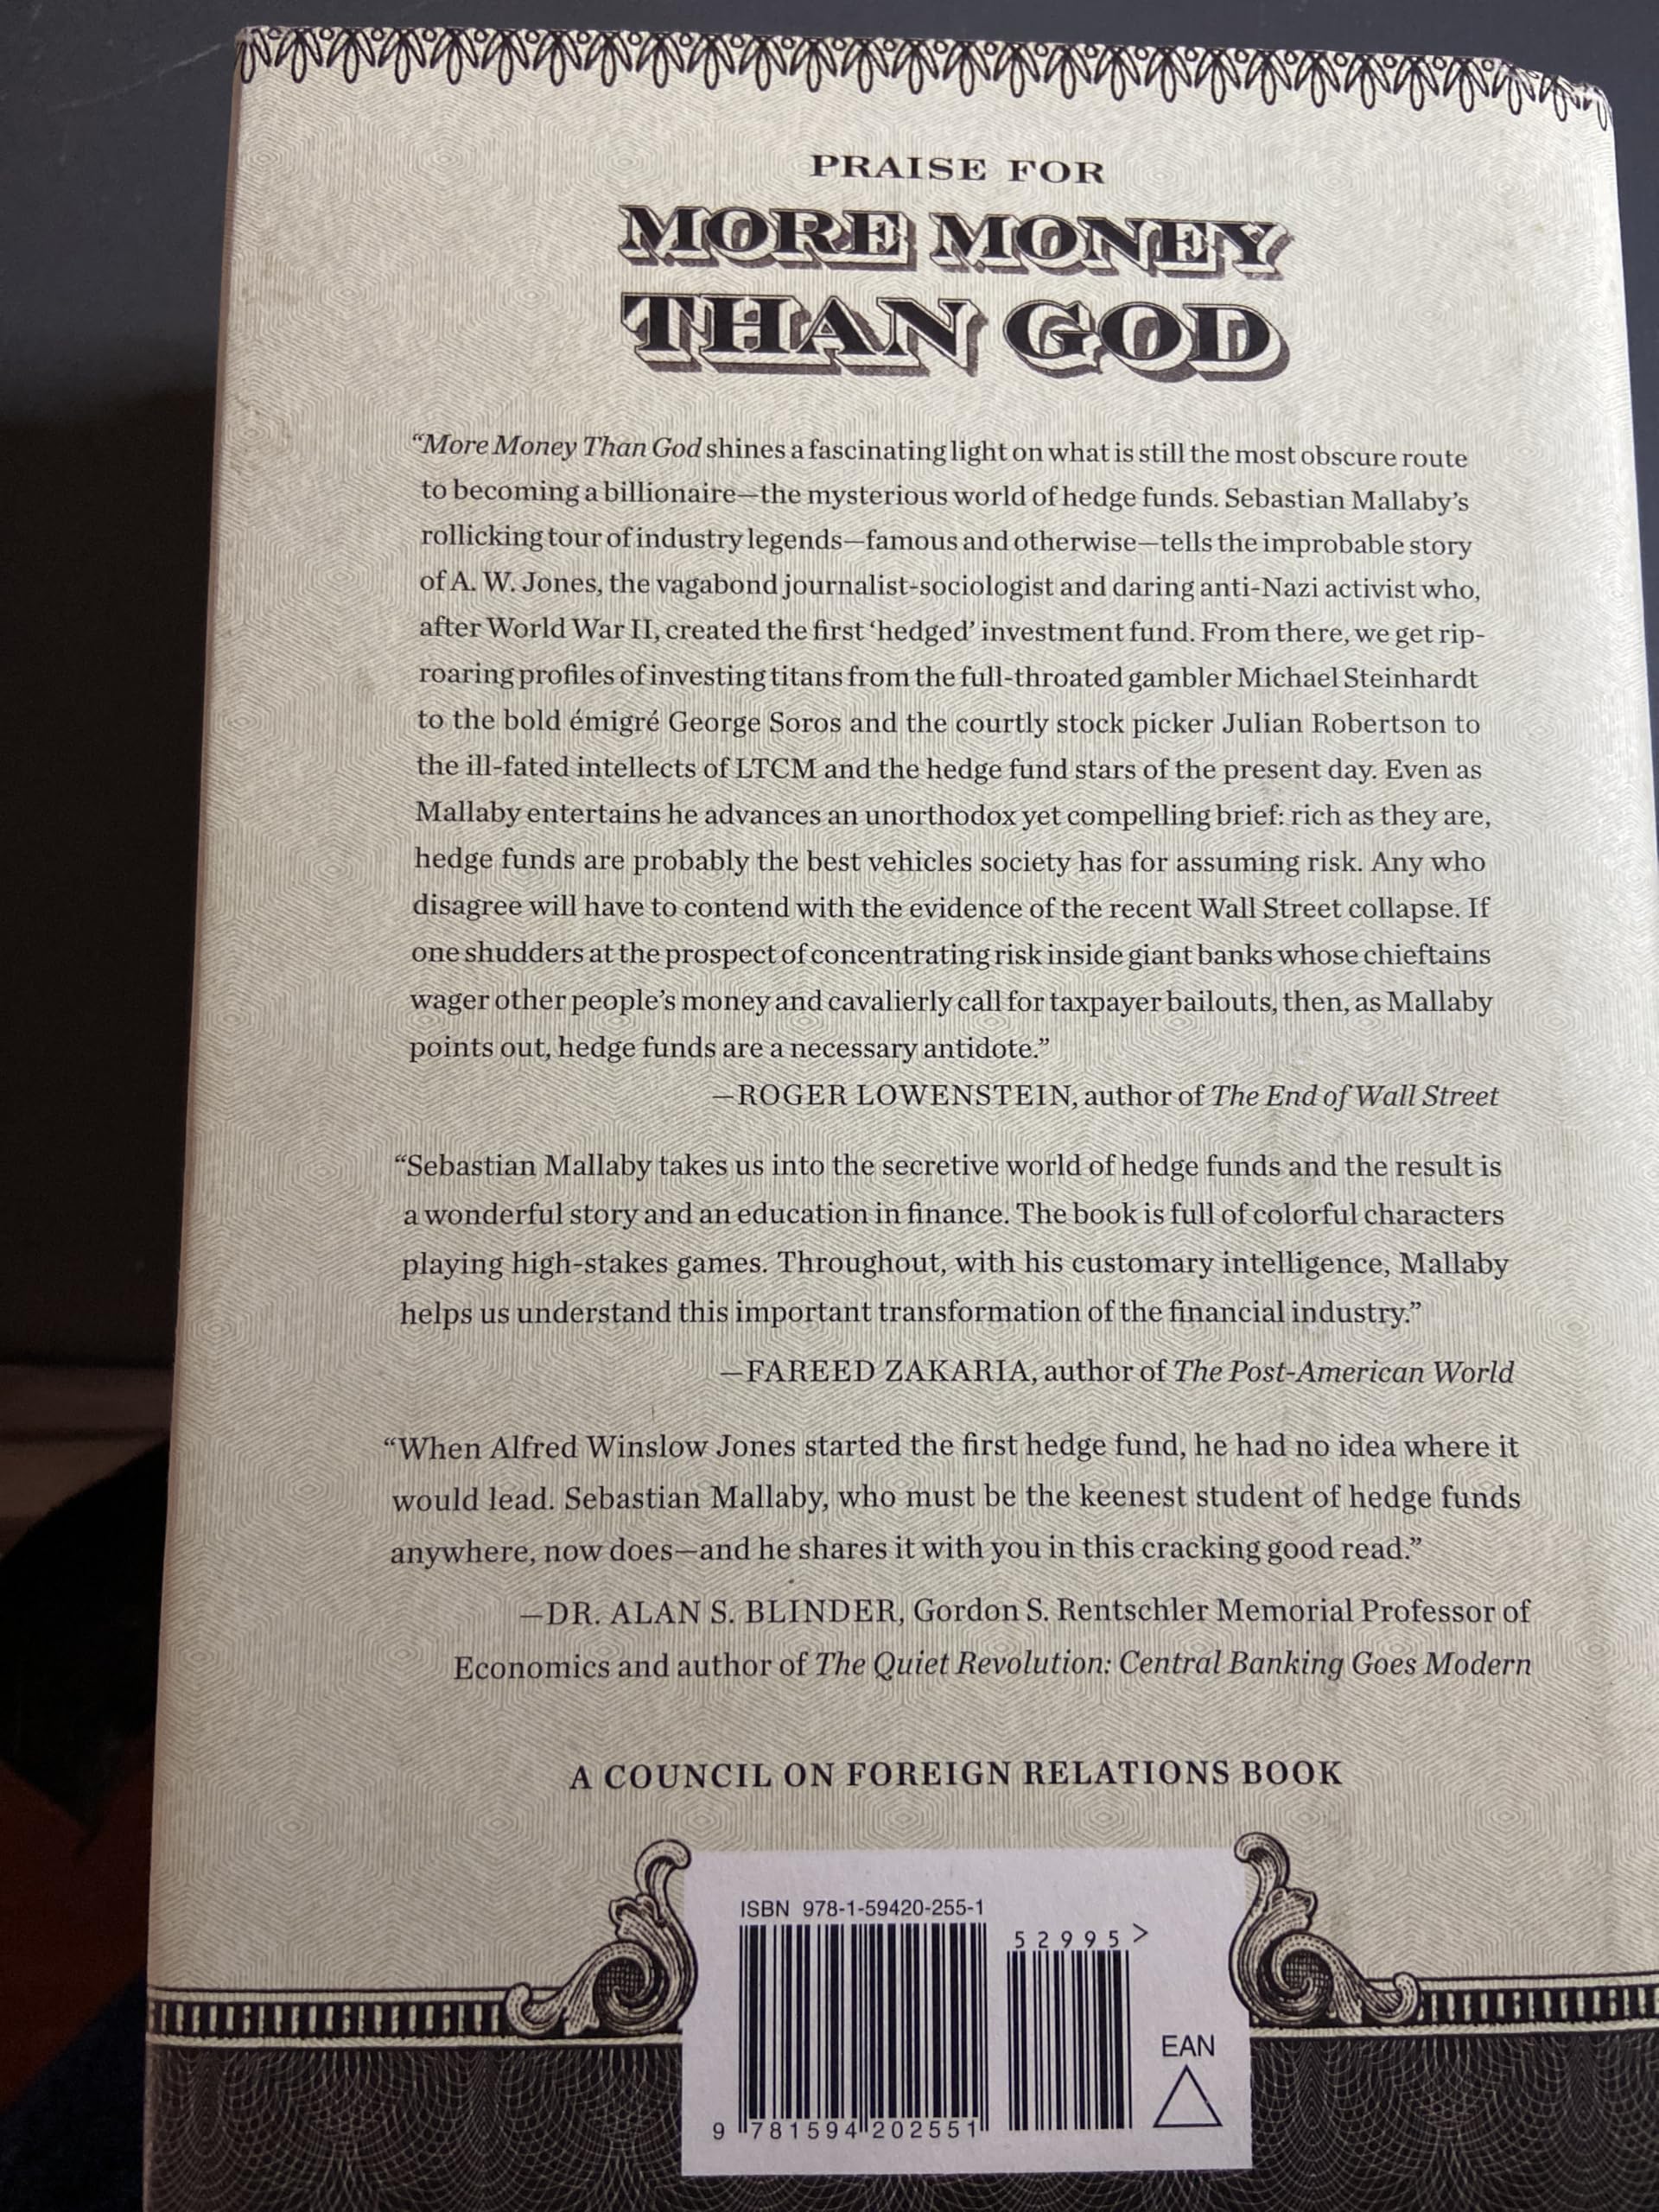 PRAISE FOR
MORE MONEY
THAN GOD
“More Money Than God shines a fascinating light on what is still the most obscure route
to becoming a billionaire—the mysterious world of hedge funds. Sebastian Mallaby’s
rollicking tour of industry legends—famous and otherwise—tells the improbable story
of A. W. Jones, the vagabond journalist-sociologist and daring anti-Nazi activist who,
after World War II, created the first ‘hedged’ investment fund. From there, we get rip-
roaring profiles of investing titans from the full-throated gambler Michael Steinhardt
to the bold émigré George Soros and the courtly stock picker Julian Robertson to
the ill-fated intellects of LTCM and the hedge fund stars of the present day. Even as
Mallaby entertains he advances an unorthodox yet compelling brief: rich as they are,
hedge funds are probably the best vehicles society has for assuming risk. Any who
disagree will have to contend with the evidence of the recent Wall Street collapse. If
one shudders at the prospect of concentrating risk inside giant banks whose chieftains
wager other people’s money and cavalierly call for taxpayer bailouts, then, as Mallaby
points out, hedge funds are a necessary antidote.”
—ROGER LOWENSTEIN, author of The End of Wall Street
“Sebastian Mallaby takes us into the secretive world of hedge funds and the result is
a wonderful story and an education in finance. The book is full of colorful characters
playing high-stakes games. Throughout, with his customary intelligence, Mallaby
helps us understand this important transformation of the financial industry.”
—FAREED ZAKARIA, author of The Post-American World
“When Alfred Winslow Jones started the first hedge fund, he had no idea where it
would lead. Sebastian Mallaby, who must be the keenest student of hedge funds
anywhere, now does—and he shares it with you in this cracking good read.”
—DR. ALAN S. BLINDER, Gordon S. Rentschler Memorial Professor of
Economics and author of The Quiet Revolution: Central Banking Goes Modern
A COUNCIL ON FOREIGN RELATIONS BOOK
ISBN 978-1-59420-255-1
52995>
EAN
9 781594 202551